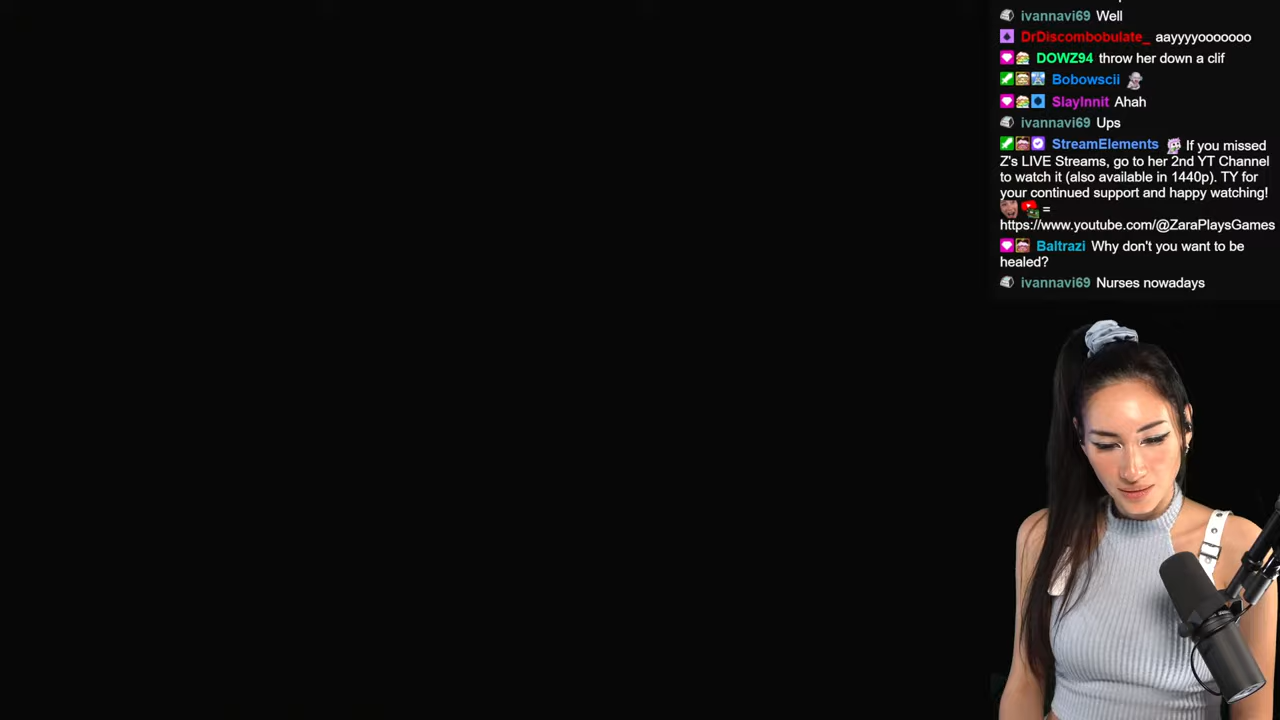 ivannavi69 Well
DrDiscombobulate_ aayyyyooooooo
DOWZ94 throw her down a clif
Bobowscii
SlayInnit Ahah
ivannavi69 Ups
StreamElements If you missed
Z's LIVE Streams, go to her 2nd YT Channel
to watch it (also available in 1440p). TY for
your continued support and happy watching!
=
https://www.youtube.com/@ZaraPlaysGames
Baltrazi Why don't you want to be
healed?
ivannavi69 Nurses nowadays